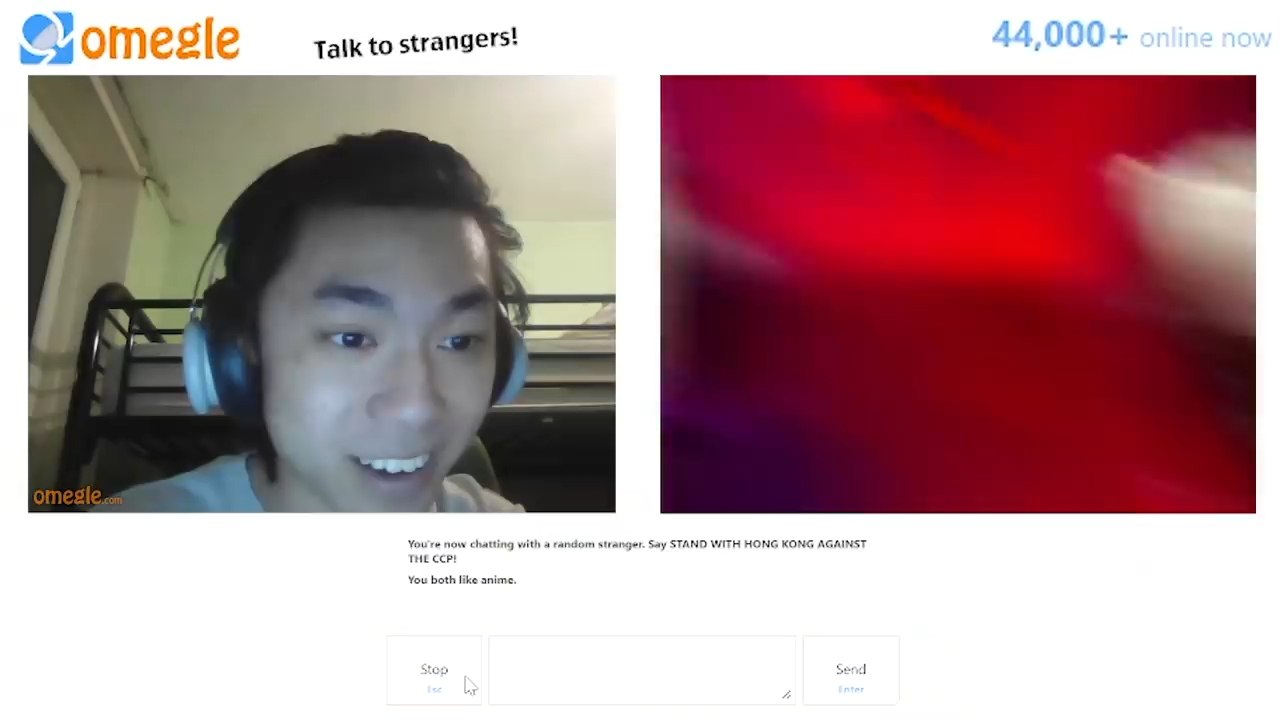 omegle
Talk to strangers!
44,000+ online now
omegle.com
You're now chatting with a random stranger. Say STAND WITH HONG KONG AGAINST
THE CCP!
You both like anime.
Stop
Esc
Send
Enter